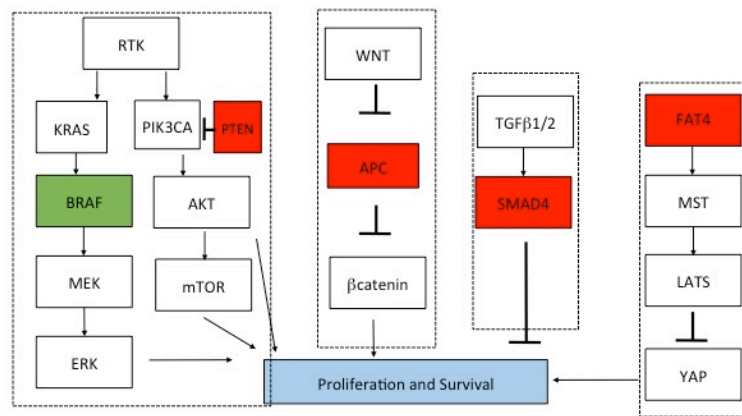 RTK
KRAS
PIK3CA
PTEN
BRAF
AKT
MEK
mTOR
ERK
WNT
APC
βcatenin
TGFβ1/2
SMAD4
FAT4
MST
LATS
YAP
Proliferation and Survival